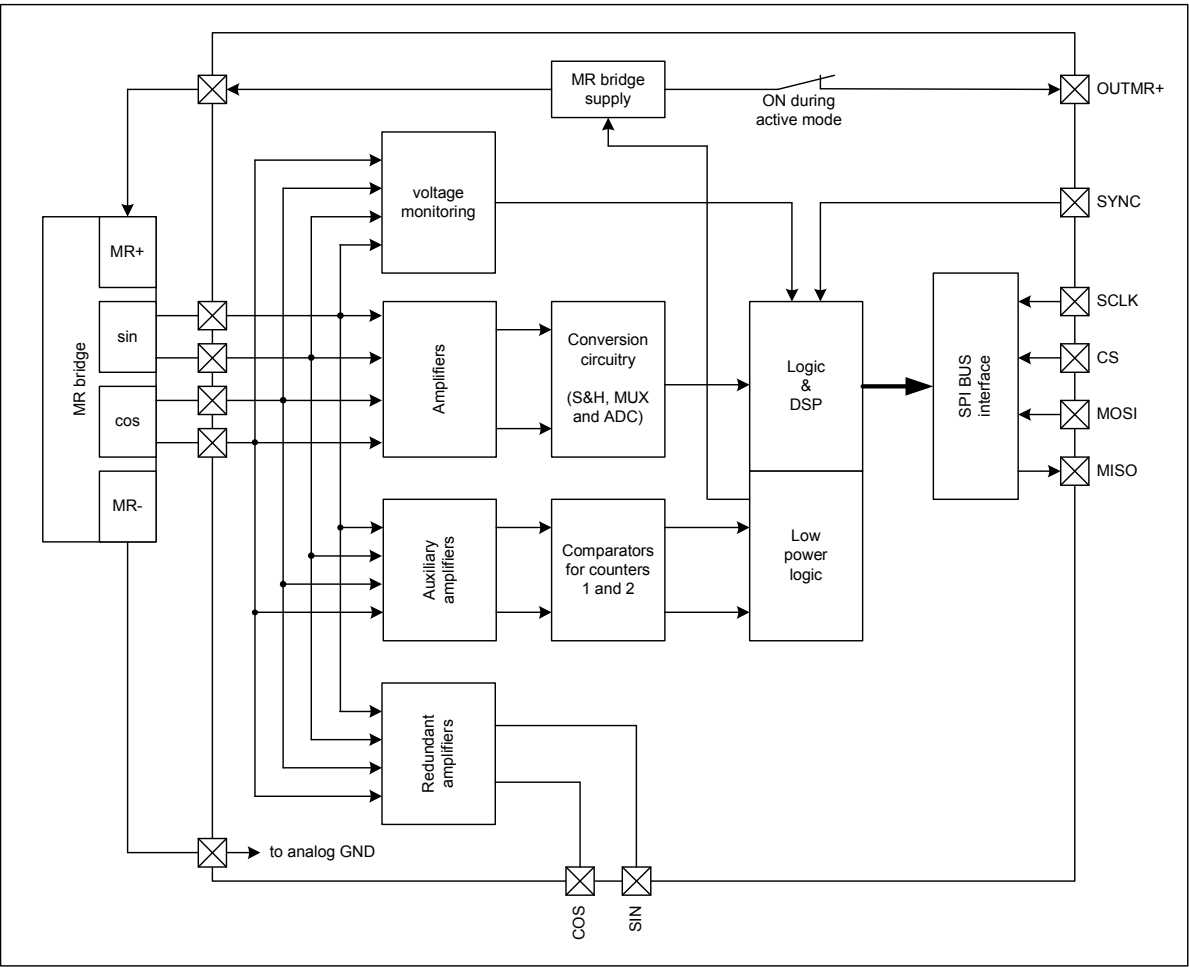 MR bridge
supply
ON during
active mode
OUTMR+
voltage
monitoring
SYNC
MR bridge
MR+
sin
cos
MR-
Amplifiers
Conversion
circuitry
(S&H, MUX
and ADC)
Logic
&
DSP
SPI BUS
interface
SCLK
CS
MOSI
MISO
Auxiliary
amplifiers
Comparators
for counters
1 and 2
Low
power
logic
Redundant
amplifiers
to analog GND
COS
SIN